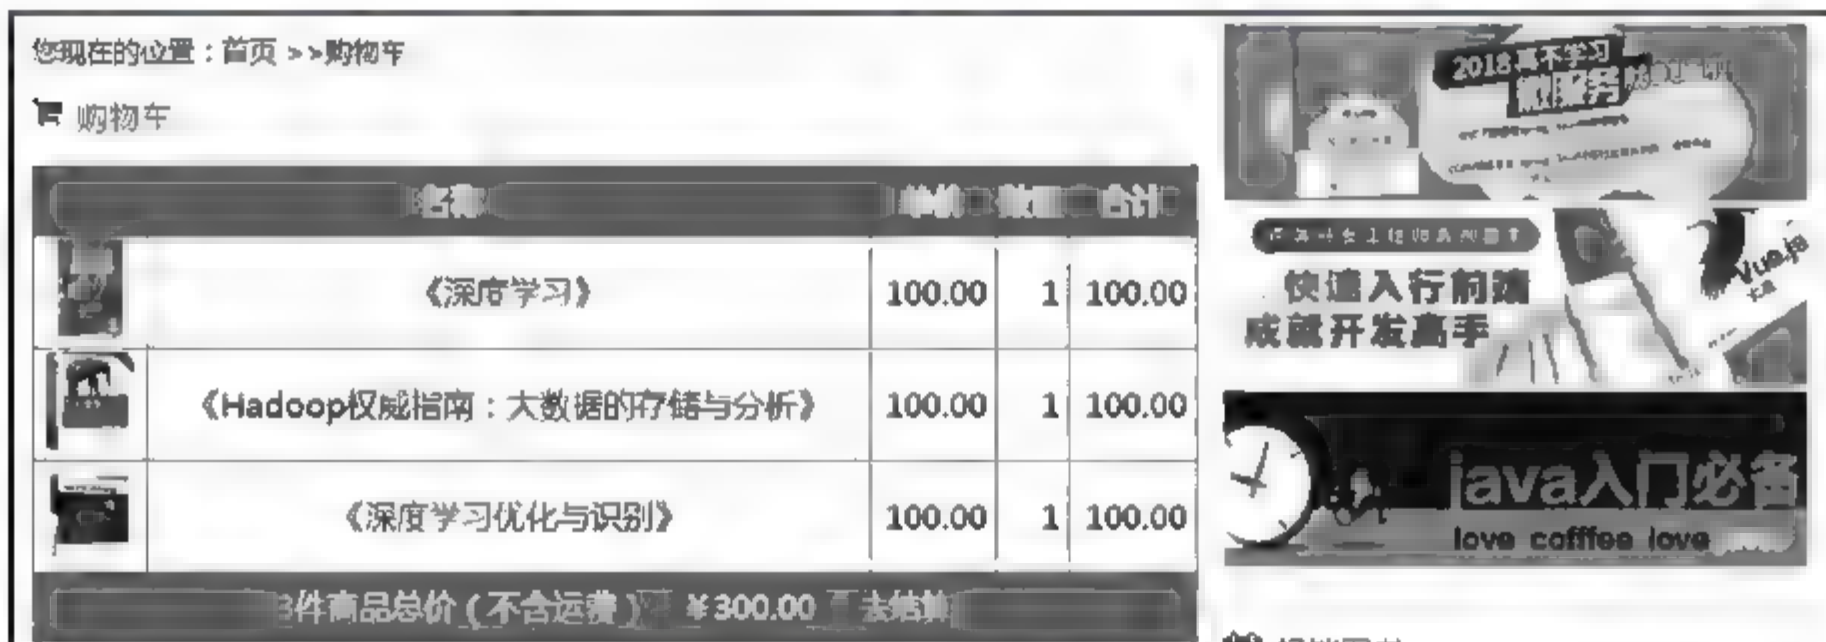 您现在的位置：首页 >>购物车
购物车
名称 单价 数量 合计
《深度学习》 100.00 1 100.00
《Hadoop权威指南：大数据的存储与分析》 100.00 1 100.00
《深度学习优化与识别》 100.00 1 100.00
3件商品总价（不含运费） ¥300.00 去结算
2018再不学习
微服务
快速入行前端
成就开发高手
Vue.js
java入门必备
love cofffee love